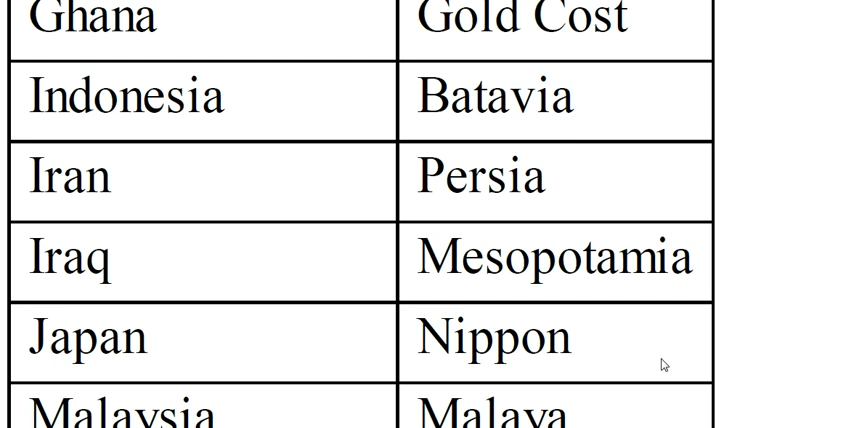 Ghana Gold Cost
Indonesia Batavia
Iran Persia
Iraq Mesopotamia
Japan Nippon
Malaysia Malaya